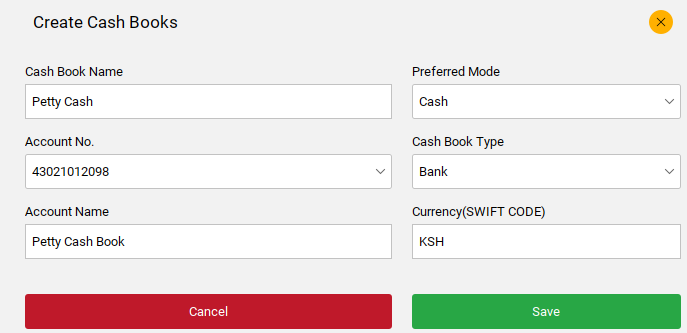 Create Cash Books
Cash Book Name
Preferred Mode
Petty Cash
Cash
Account No.
Cash Book Type
43021012098
Bank
Account Name
Currency(SWIFT CODE)
Petty Cash Book
KSH
Cancel
Save